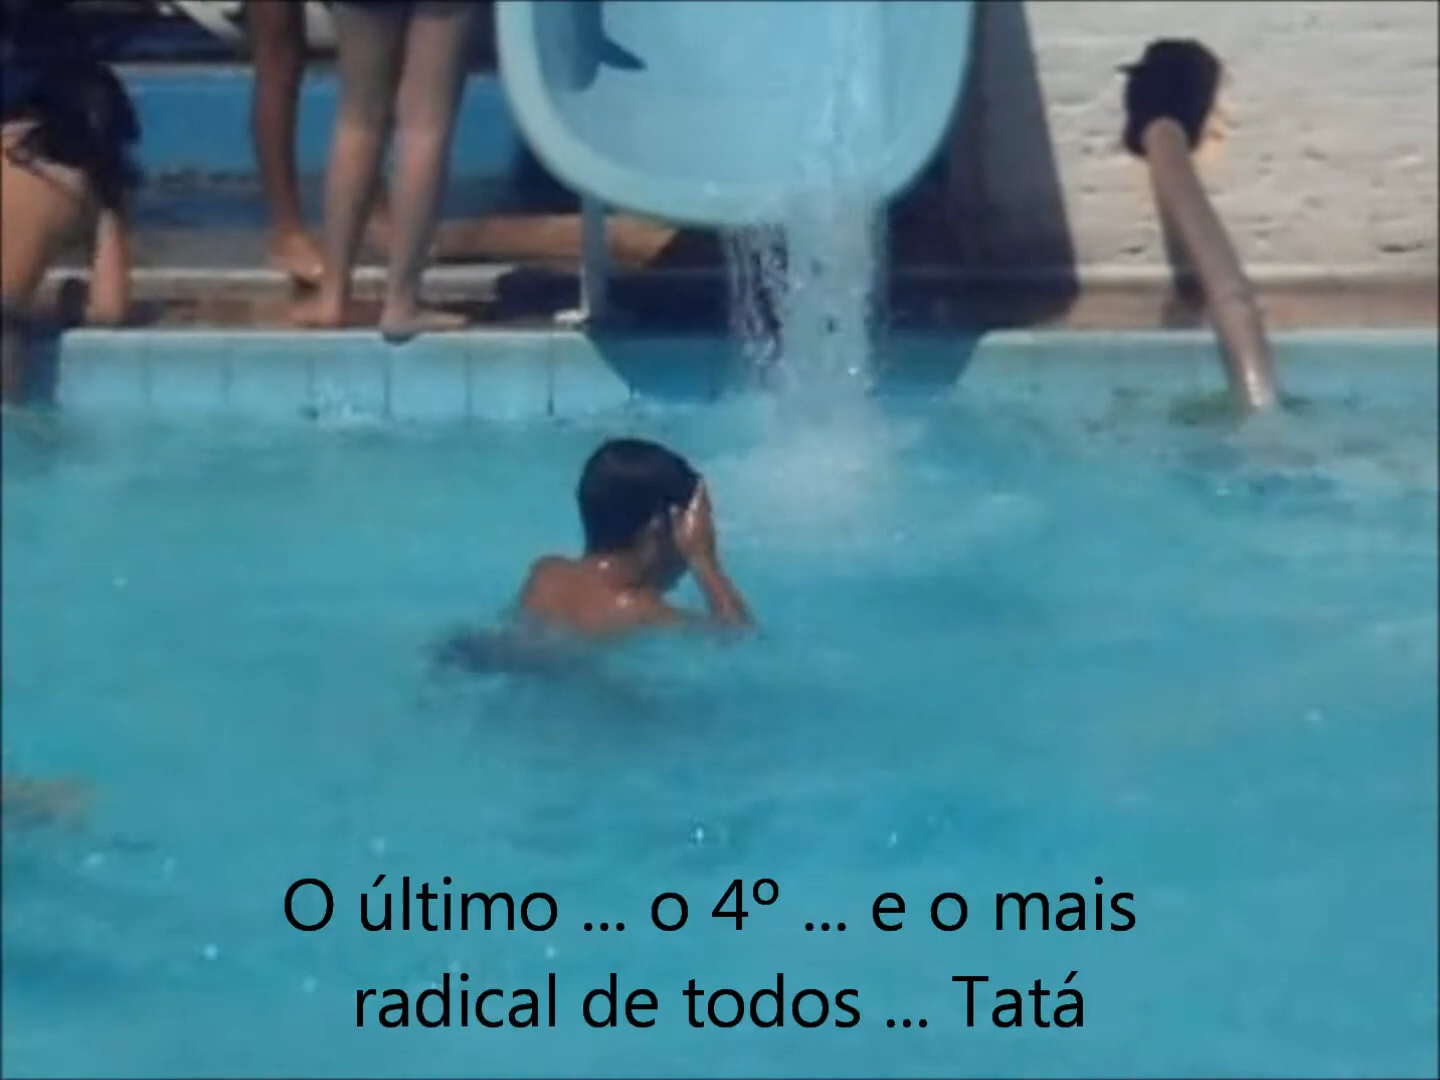 O último ... o 4º ... e o mais
radical de todos ... Tatá